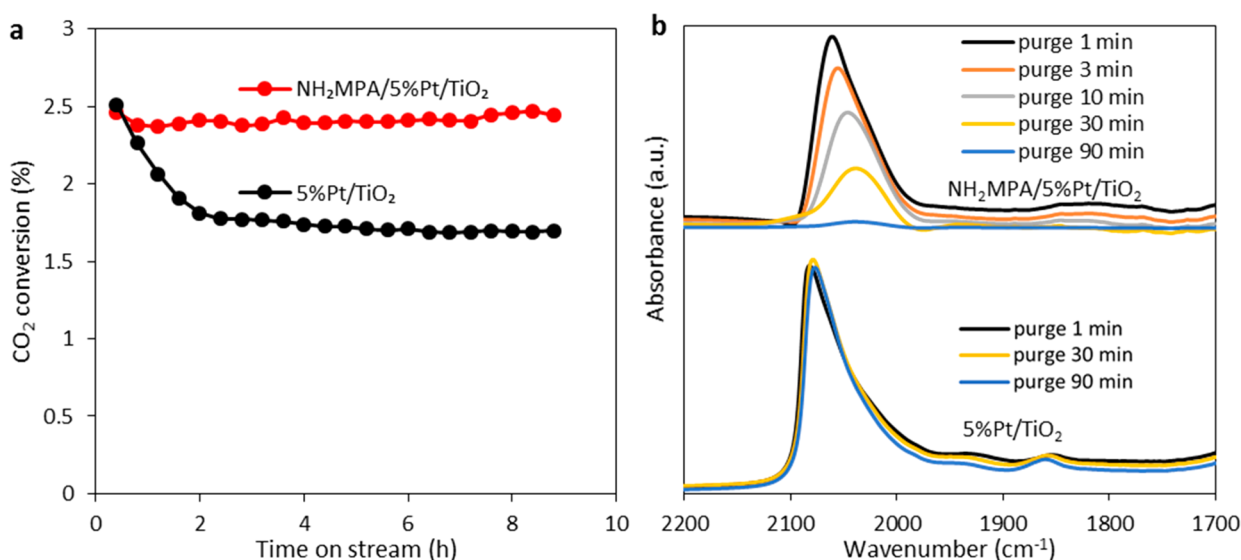 a
3
2.5
2
1.5
1
0.5
0
CO₂ conversion (%)
NH₂MPA/5%Pt/TiO₂
5%Pt/TiO₂
0 2 4 6 8 10
Time on stream (h)
b
Absorbance (a.u.)
purge 1 min
purge 3 min
purge 10 min
purge 30 min
purge 90 min
NH₂MPA/5%Pt/TiO₂
purge 1 min
purge 30 min
purge 90 min
5%Pt/TiO₂
2200 2100 2000 1900 1800 1700
Wavenumber (cm⁻¹)